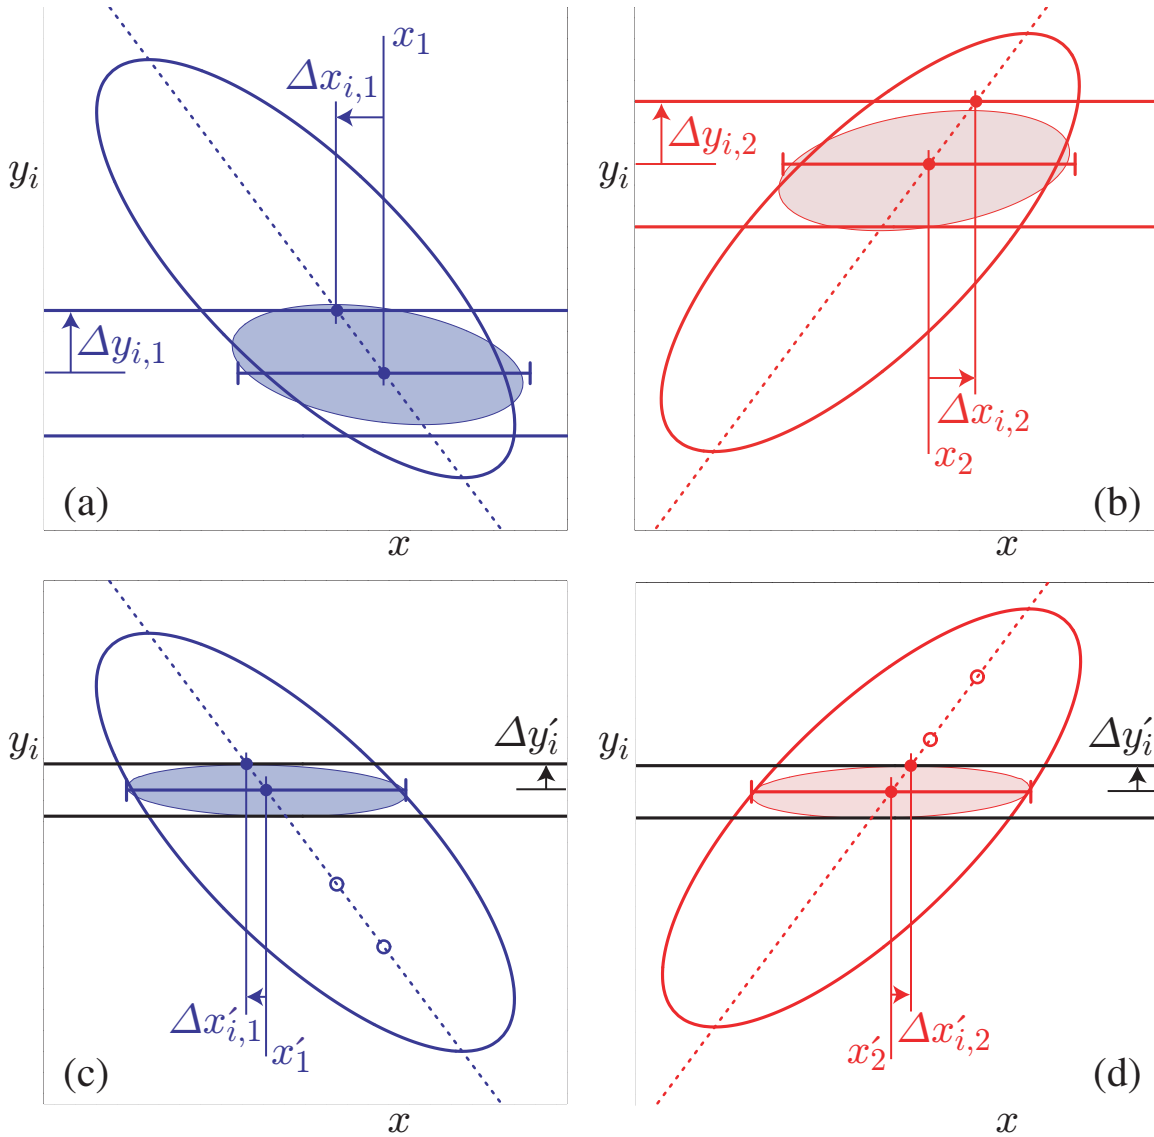 x₁
Δxᵢ,₁
yᵢ
Δyᵢ,₁
(a)
x
Δyᵢ,₂
yᵢ
Δxᵢ,₂
x₂
(b)
x
yᵢ
Δy′ᵢ
Δx′ᵢ,₁
x′₁
(c)
x
yᵢ
Δy′ᵢ
Δx′ᵢ,₂
x′₂
(d)
x